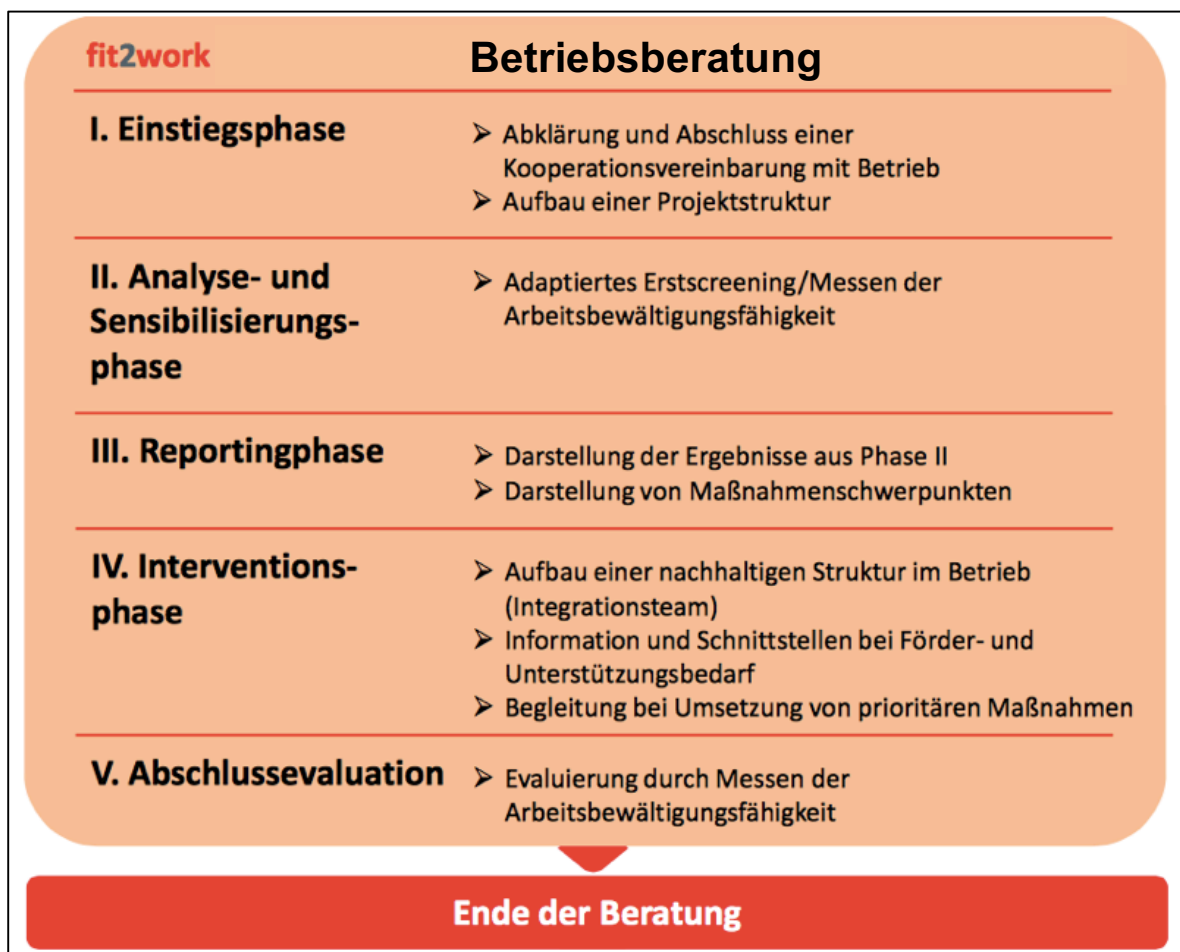 fit2work Betriebsberatung
I. Einstiegsphase
➢ Abklärung und Abschluss einer
Kooperationsvereinbarung mit Betrieb
➢ Aufbau einer Projektstruktur
II. Analyse- und
Sensibilisierungs-
phase
➢ Adaptiertes Erstscreening/Messen der
Arbeitsbewältigungsfähigkeit
III. Reportingphase
➢ Darstellung der Ergebnisse aus Phase II
➢ Darstellung von Maßnahmenschwerpunkten
IV. Interventions-
phase
➢ Aufbau einer nachhaltigen Struktur im Betrieb
(Integrationsteam)
➢ Information und Schnittstellen bei Förder- und
Unterstützungsbedarf
➢ Begleitung bei Umsetzung von prioritären Maßnahmen
V. Abschlussevaluation
➢ Evaluierung durch Messen der
Arbeitsbewältigungsfähigkeit
Ende der Beratung